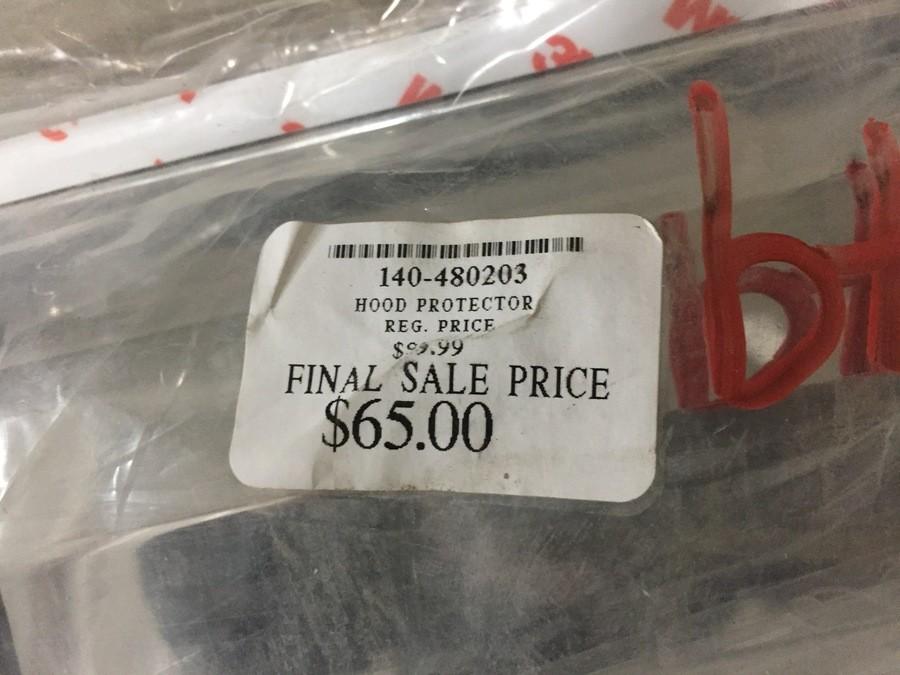 140-480203
HOOD PROTECTOR
REG. PRICE
FINAL SALE PRICE
$65.00